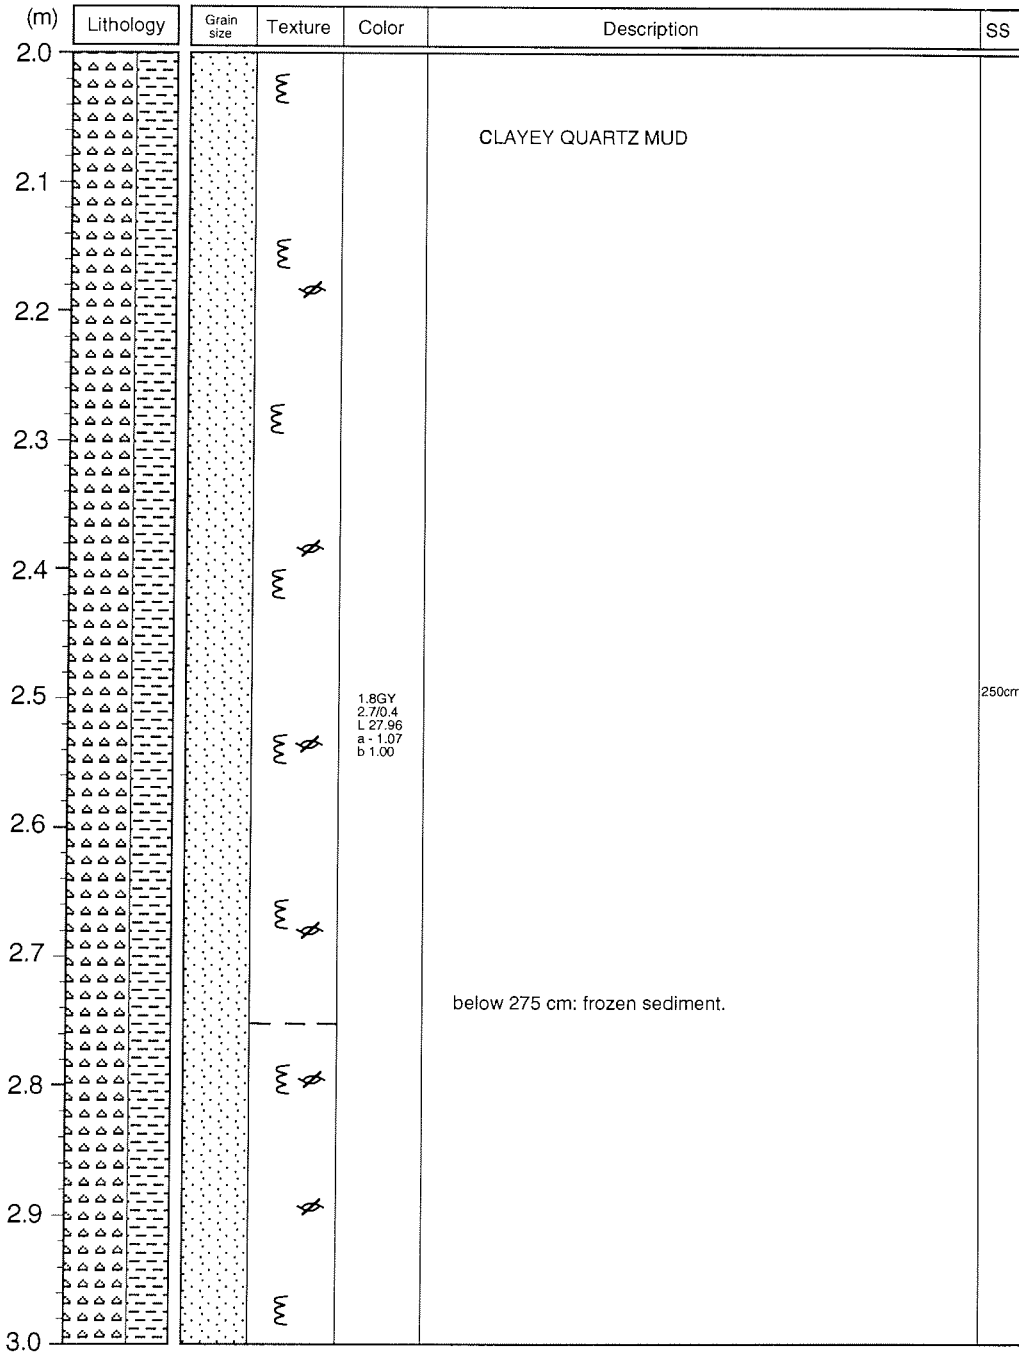 (m) Lithology Grain size Texture Color Description SS
2.0
CLAYEY QUARTZ MUD
2.1
2.2
2.3
2.4
2.5
1.8GY
2.7/0.4
L 27.96
a - 1.07
b 1.00
250cm
2.6
2.7
below 275 cm: frozen sediment.
2.8
2.9
3.0